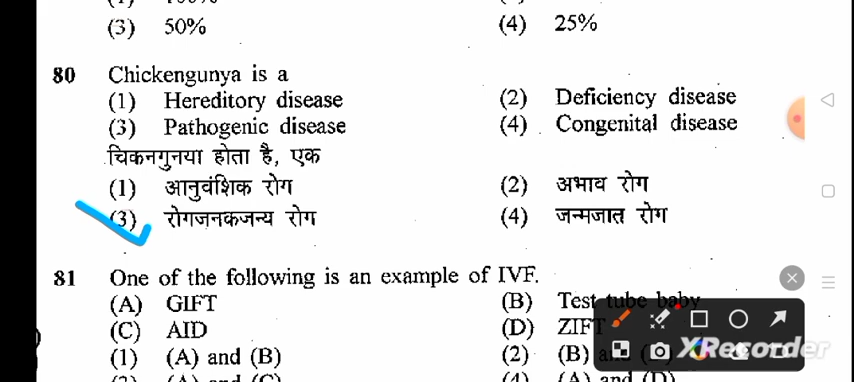 (3) 50% (4) 25%
80 Chickengunya is a
(1) Hereditory disease (2) Deficiency disease
(3) Pathogenic disease (4) Congenital disease
चिकनगुनया होता है, एक
(1) आनुवंशिक रोग (2) अभाव रोग
(3) रोगजनकजन्य रोग (4) जन्मजात रोग
81 One of the following is an example of IVF.
(A) GIFT (B) Test tube baby
(C) AID (D) ZIFT
(1) (A) and (B) (2) (B)
(A) and (D)
XRecorder